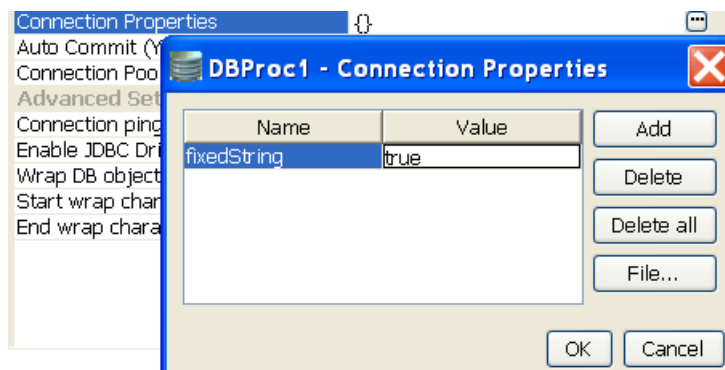 Connection Properties {}
Auto Commit (Y
Connection Poo
DBProc1 - Connection Properties
Advanced Set
Connection ping
Name Value Add
Enable JDBC Dri
fixedString true
Wrap DB object
Delete
Start wrap char
End wrap chara
Delete all
File...
OK Cancel